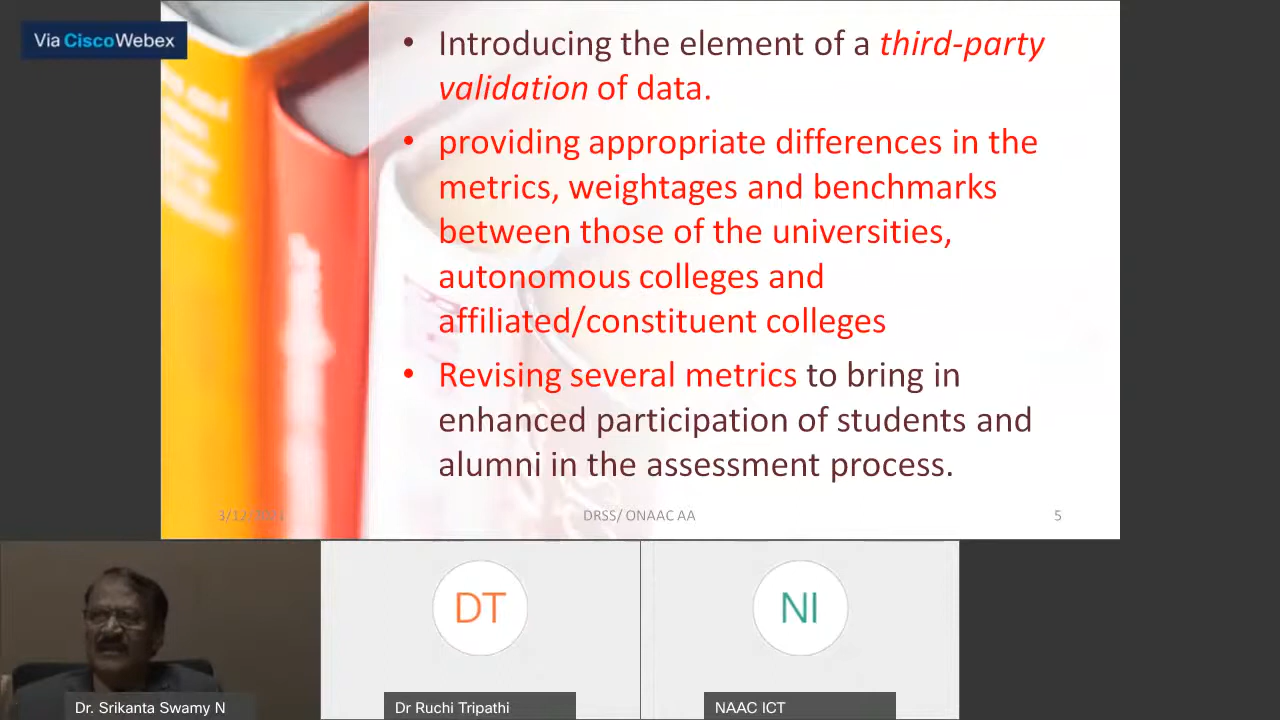 Via CiscoWebex
• Introducing the element of a third-party
validation of data.
• providing appropriate differences in the
metrics, weightages and benchmarks
between those of the universities,
autonomous colleges and
affiliated/constituent colleges
• Revising several metrics to bring in
enhanced participation of students and
alumni in the assessment process.
DRSS/ ONAAC AA
5
DT
NI
Dr. Srikanta Swamy N
Dr Ruchi Tripathi
NAAC ICT